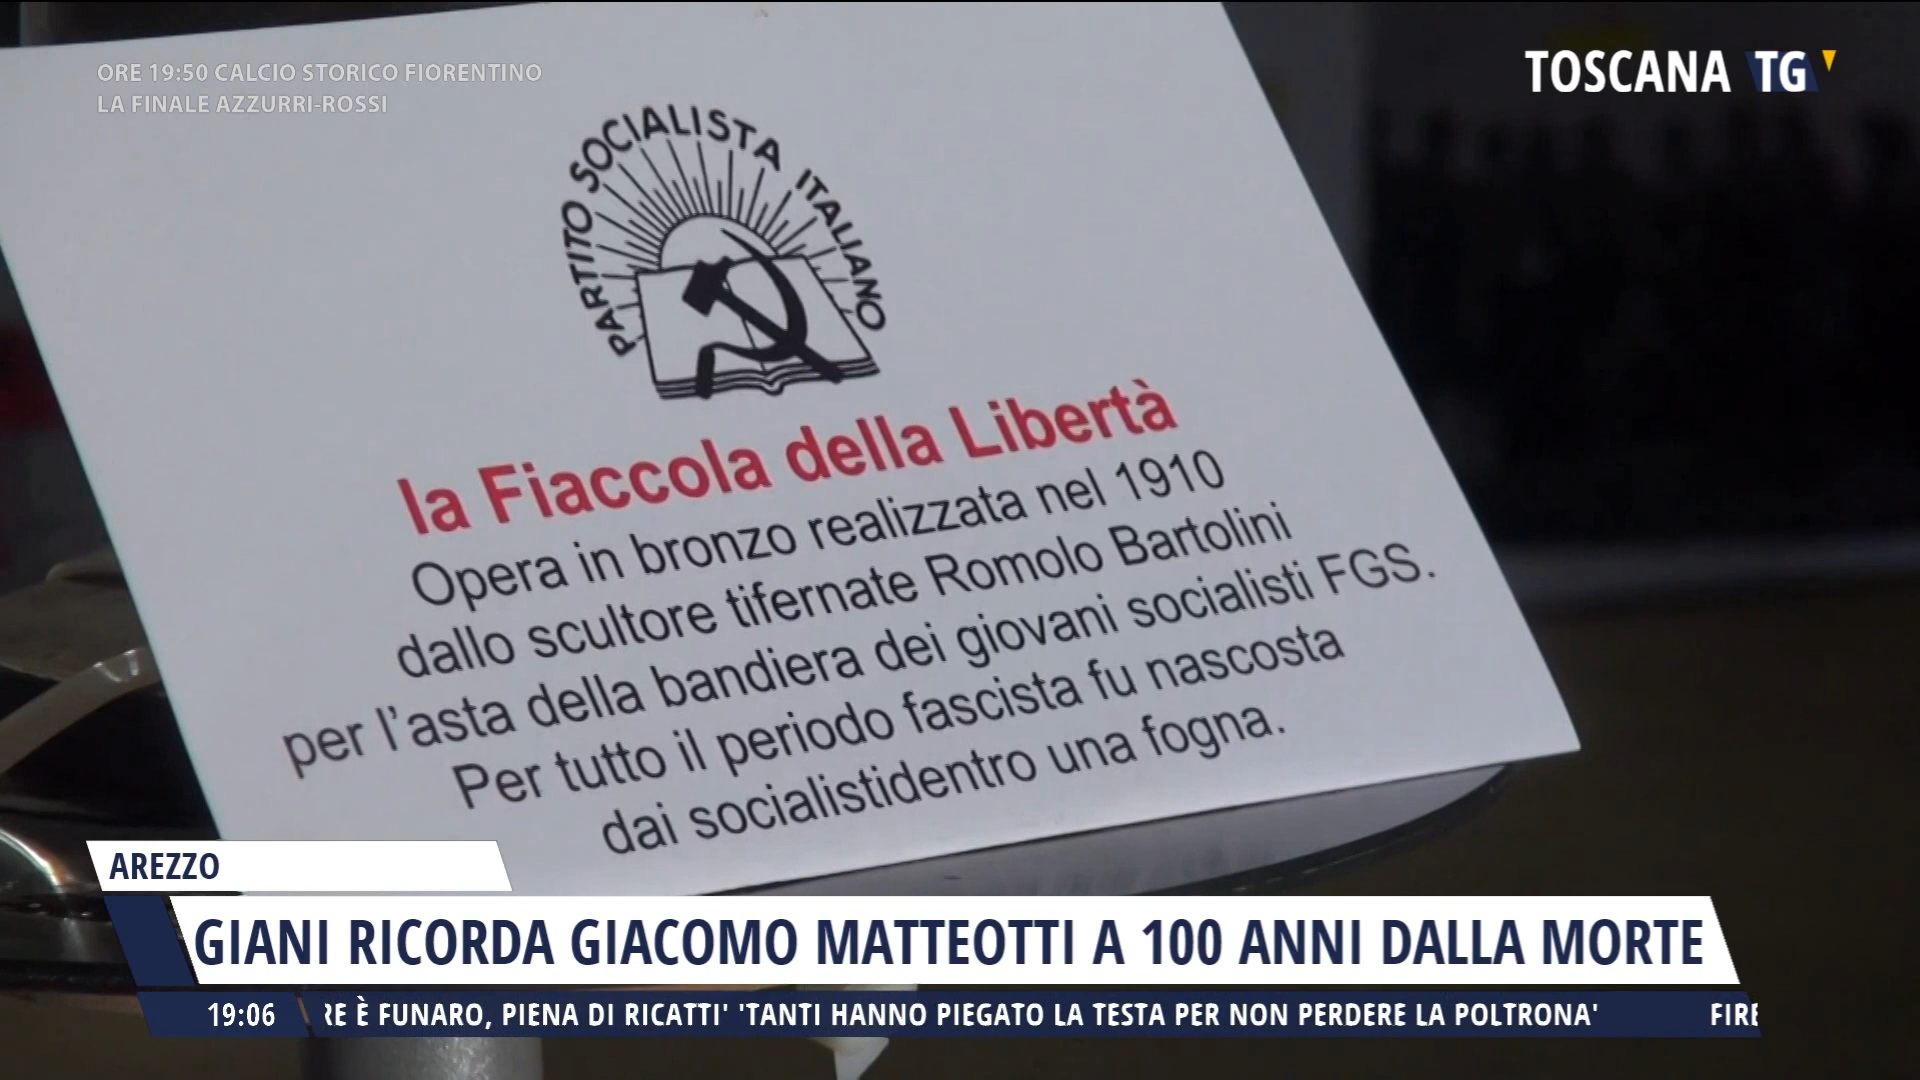 ORE 19:50 CALCIO STORICO FIORENTINO
LA FINALE AZZURRI-ROSSI
TOSCANA TG
PARTITO SOCIALISTA ITALIANO
la Fiaccola della Libertà
Opera in bronzo realizzata nel 1910
dallo scultore tifernate Romolo Bartolini
per l'asta della bandiera dei giovani socialisti FGS.
Per tutto il periodo fascista fu nascosta
dai socialistidentro una fogna.
AREZZO
GIANI RICORDA GIACOMO MATTEOTTI A 100 ANNI DALLA MORTE
19:06 RE È FUNARO, PIENA DI RICATTI' 'TANTI HANNO PIEGATO LA TESTA PER NON PERDERE LA POLTRONA' FIRE